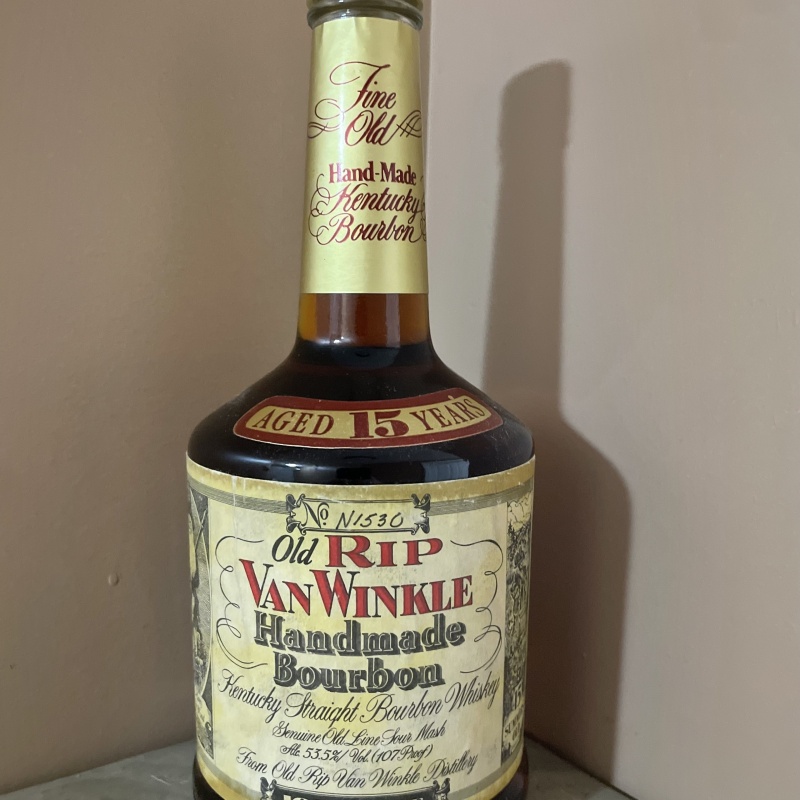 Fine
Old
Hand-Made
Kentucky
Bourbon
AGED 15 YEARS
No. N1530
Old RIP
VAN WINKLE
Handmade
Bourbon
Kentucky Straight Bourbon Whiskey
Genuine Old Line Sour Mash
Alc. 53.5%/ Vol. (107 Proof)
From Old Rip Van Winkle Distillery